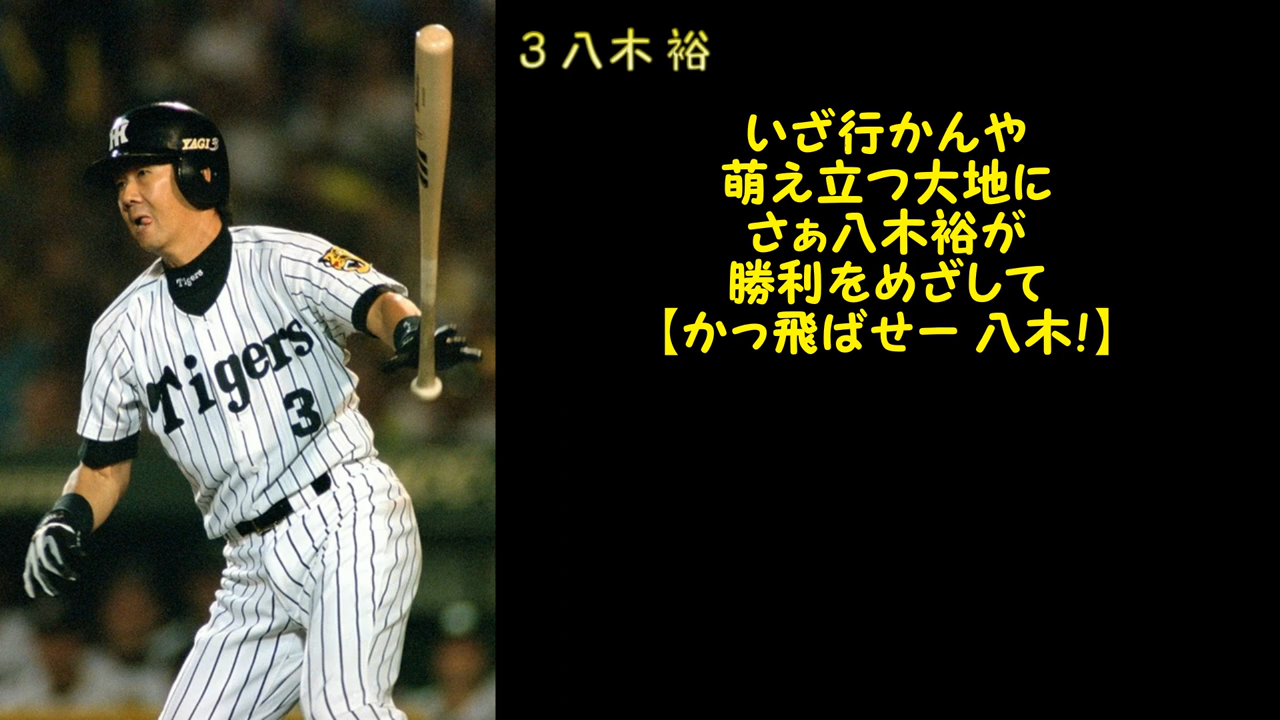 3 八木 裕
いざ行かんや
萌え立つ大地に
さぁ八木裕が
勝利をめざして
【かっ飛ばせー 八木!】
YAGI 3
Tigers
Tigers
3